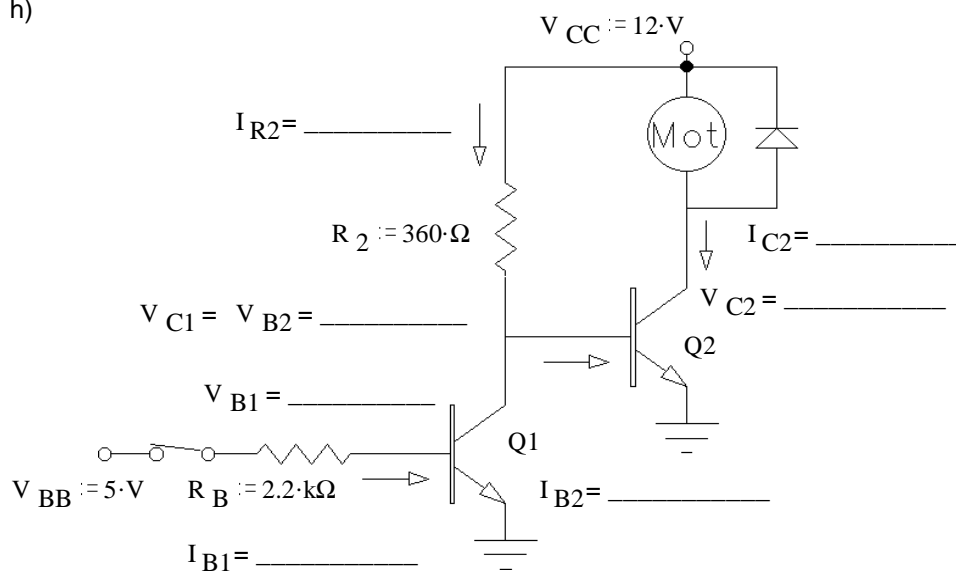 h)
V CC := 12·V
I R2 = __________
Mot
R 2 := 360·Ω
I C2 = __________
V C1 = V B2 = __________
V C2 = ___________
Q2
V B1 = __________
Q1
V BB := 5·V R B := 2.2·kΩ
I B2 = ___________
I B1 = ___________